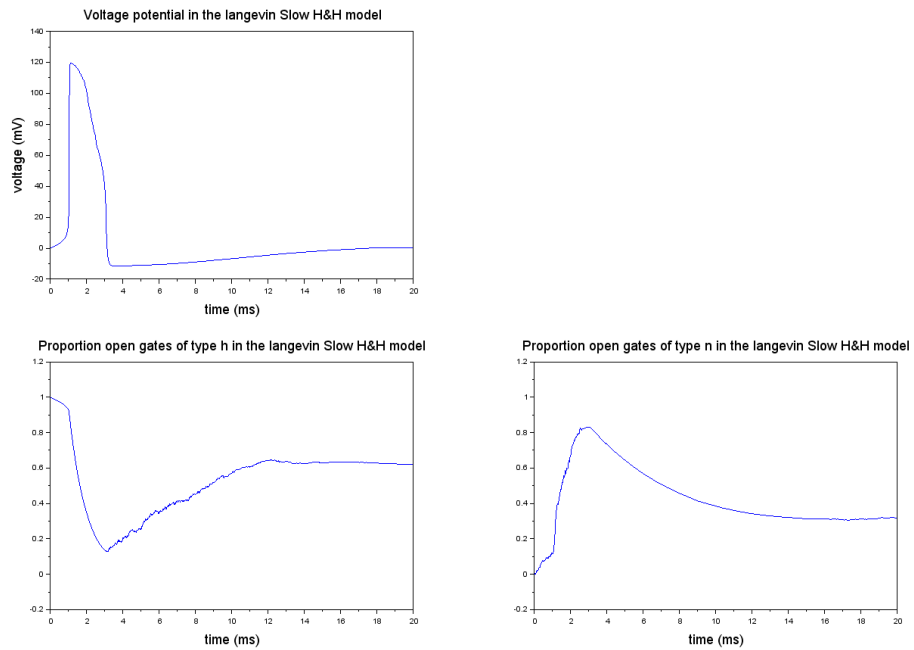 Voltage potential in the langevin Slow H&H model
140
120
100
80
60
40
20
0
-20
voltage (mV)
0 2 4 6 8 10 12 14 16 18 20
time (ms)
Proportion open gates of type h in the langevin Slow H&H model
1.2
1
0.8
0.6
0.4
0.2
0
-0.2
0 2 4 6 8 10 12 14 16 18 20
time (ms)
Proportion open gates of type n in the langevin Slow H&H model
1.2
1
0.8
0.6
0.4
0.2
0
-0.2
0 2 4 6 8 10 12 14 16 18 20
time (ms)